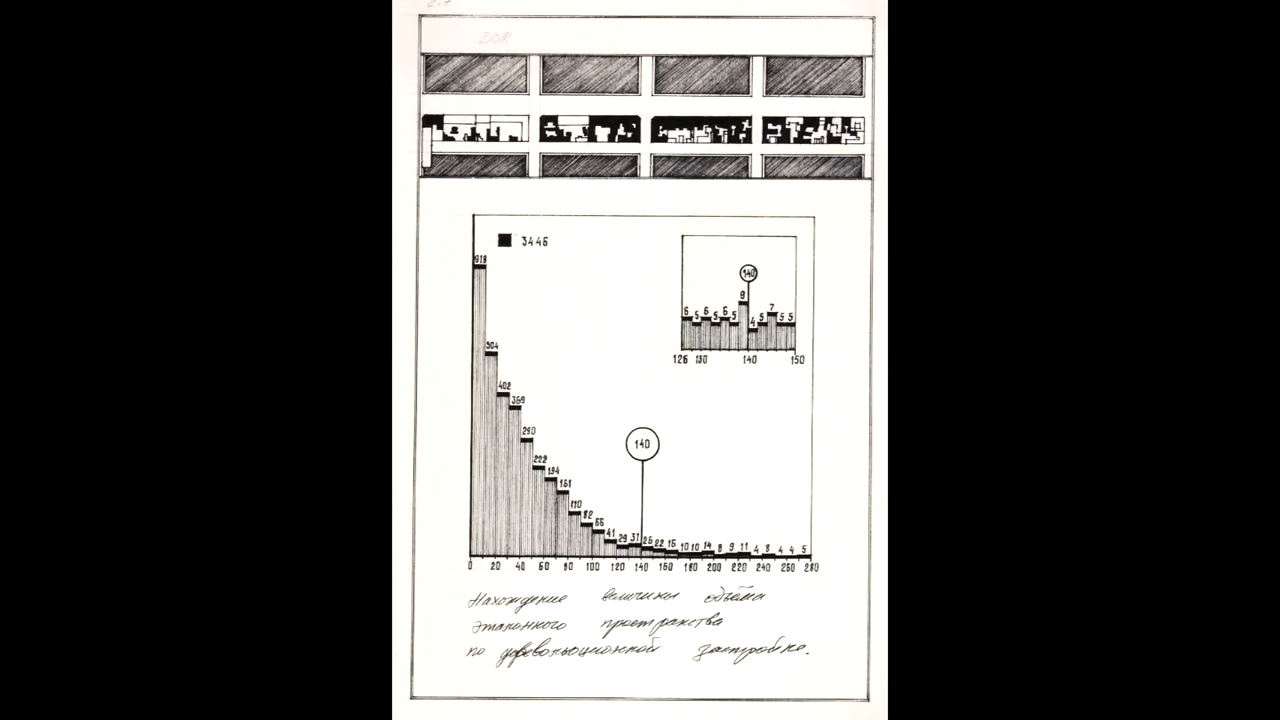 DOR
3446
140
6 5 6 5 6 5 9 4 5 7 5 5
126 130 140 150
918
504
402
369
290
222
194
161
110
82
66
41 29 31 25 22 15 10 10 14 8 9 11 4 8 4 4 5
140
0 20 40 60 80 100 120 140 160 180 200 220 240 260 280
Нахождение величины объёма
эталонного пространства
по дореволюционной застройке.